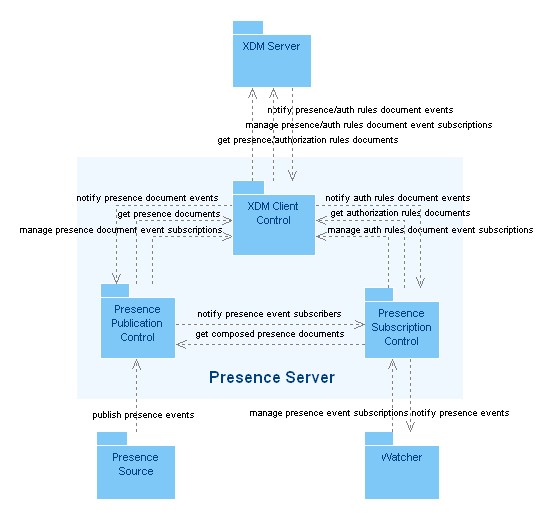 XDM Server
notify presence/auth rules document events
manage presence/auth rules document event subscriptions
get presence/authorization rules documents
notify presence document events
notify auth rules document events
get presence documents
XDM Client
Control
get authorization rules documents
manage presence document event subscriptions
manage auth rules document event subscriptions
Presence
Publication
Control
notify presence event subscribers
get composed presence documents
Presence
Subscription
Control
Presence Server
publish presence events
manage presence event subscriptions
notify presence events
Presence
Source
Watcher